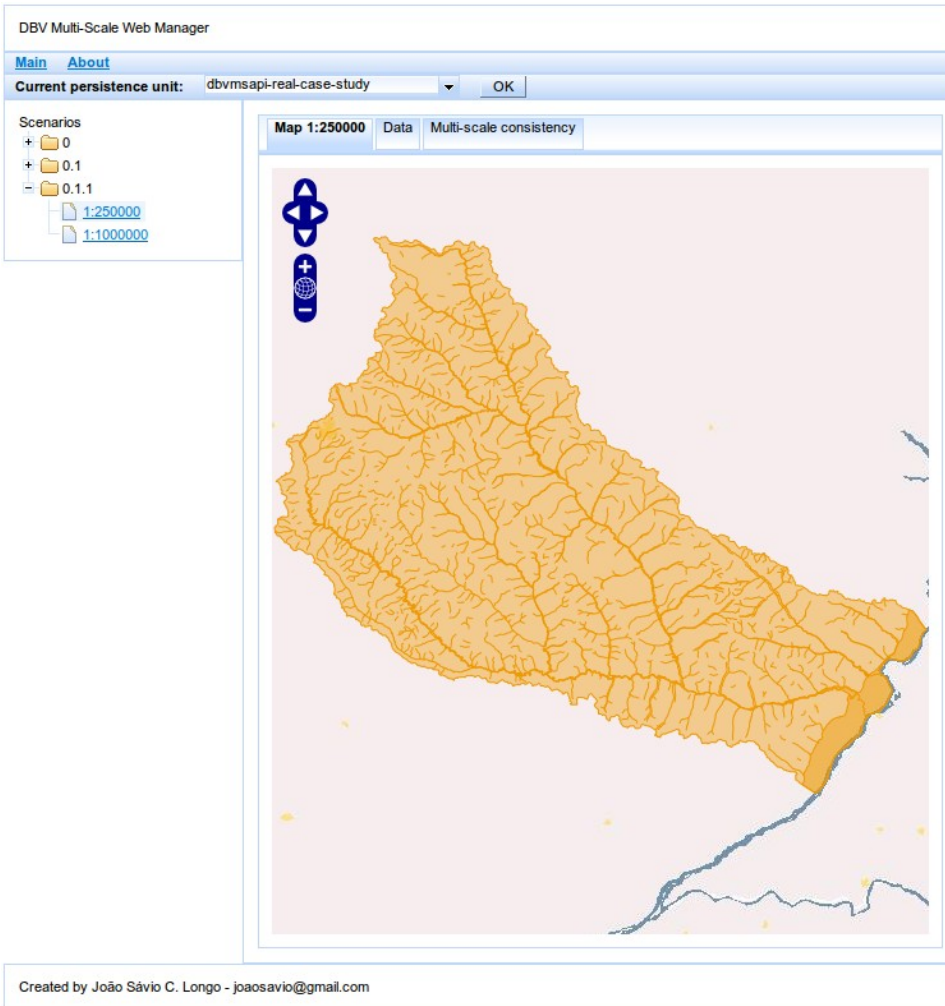 DBV Multi-Scale Web Manager
Main About
Current persistence unit: dbvmsapi-real-case-study OK
Scenarios
0
0.1
0.1.1
1:250000
1:1000000
Map 1:250000 Data Multi-scale consistency
Created by João Sávio C. Longo - joaosavio@gmail.com